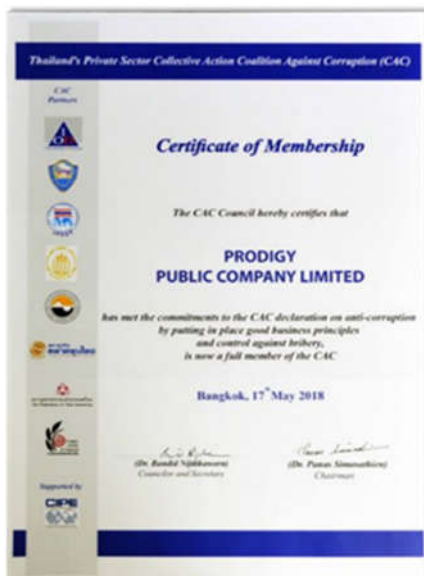 Thailand's Private Sector Collective Action Coalition Against Corruption (CAC)
CAC
Partners
Certificate of Membership
The CAC Council hereby certifies that
PRODIGY
PUBLIC COMPANY LIMITED
has met the commitments to the CAC declaration on anti-corruption
by putting in place good business principles
and control against bribery,
is now a full member of the CAC
Bangkok, 17th May 2018
(Dr. Bandid Nijathaworn)
Councilor and Secretary
(Dr. Panas Simasathien)
Chairman
Supported by
CIPE